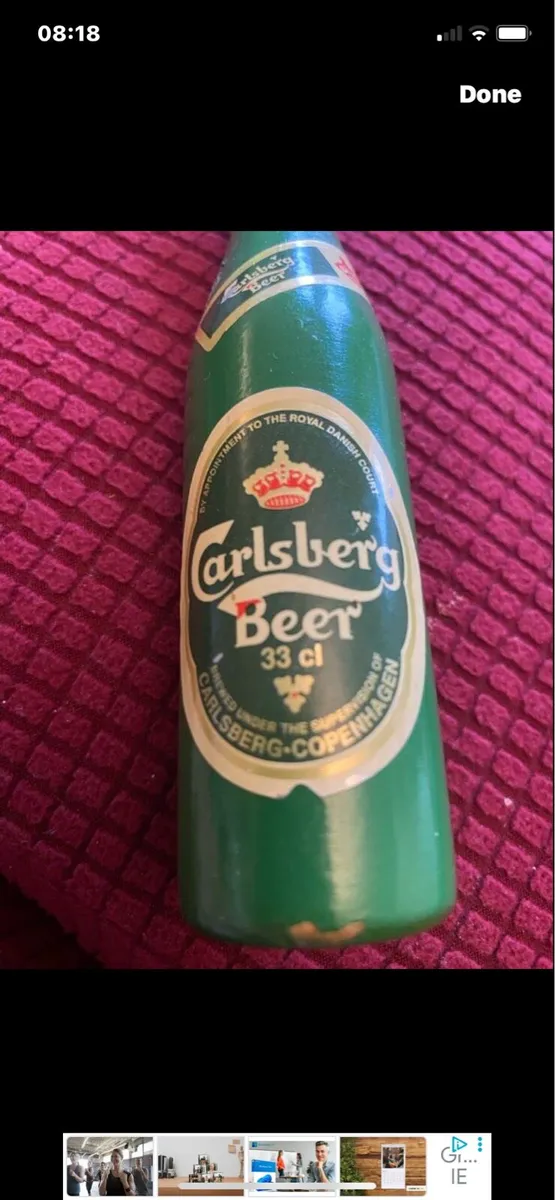 08:18
Done
Carlsberg
Beer
BY APPOINTMENT TO THE ROYAL DANISH COURT
Carlsberg
Beer
33 cl
BREWED UNDER THE SUPERVISION OF
CARLSBERG-COPENHAGEN
IE